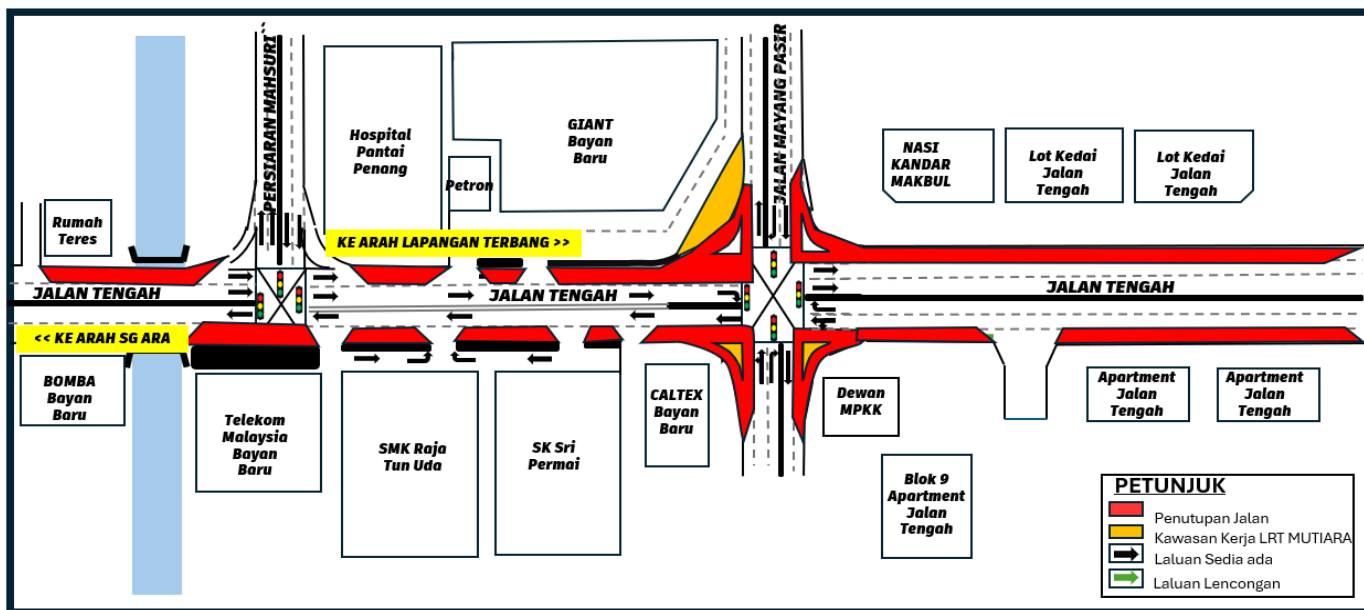 PERSIARAN MAHSURI
JALAN MAYANG PASIR
Hospital
Pantai
Penang
GIANT
Bayan
Baru
Petron
NASI
KANDAR
MAKBUL
Lot Kedai
Jalan
Tengah
Lot Kedai
Jalan
Tengah
Rumah
Teres
KE ARAH LAPANGAN TERBANG >>
JALAN TENGAH
JALAN TENGAH
JALAN TENGAH
<< KE ARAH SG ARA
BOMBA
Bayan
Baru
Telekom
Malaysia
Bayan
Baru
SMK Raja
Tun Uda
SK Sri
Permai
CALTEX
Bayan
Baru
Dewan
MPKK
Apartment
Jalan
Tengah
Apartment
Jalan
Tengah
Blok 9
Apartment
Jalan
Tengah
PETUNJUK
Penutupan Jalan
Kawasan Kerja LRT MUTIARA
Laluan Sedia ada
Laluan Lencongan